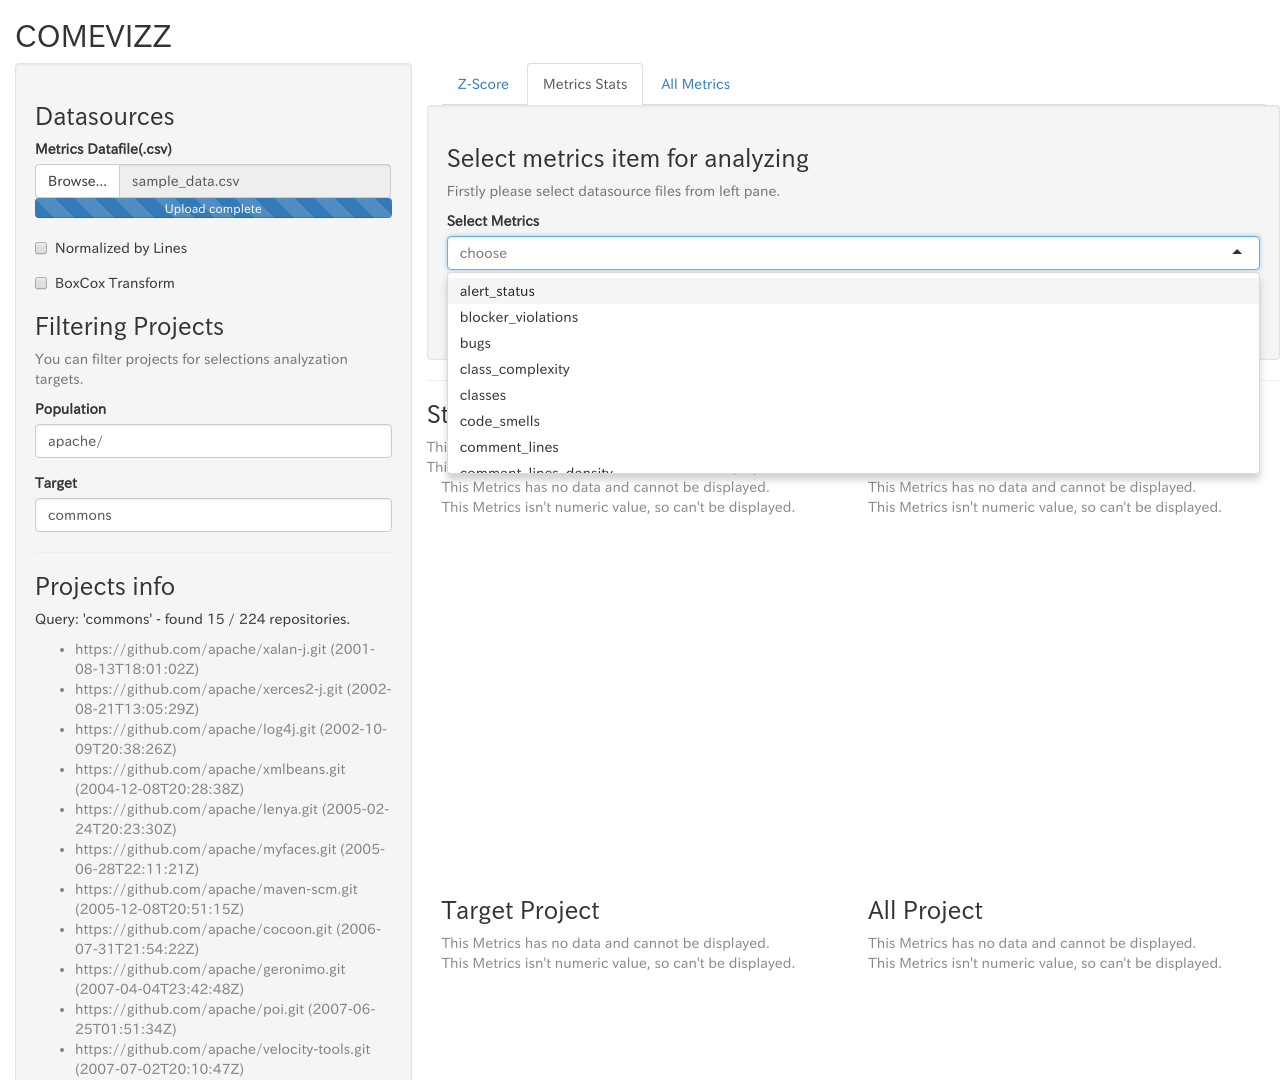 COMEVIZZ
Datasources
Metrics Datafile(.csv)
Browse...
sample_data.csv
Upload complete
Normalized by Lines
BoxCox Transform
Filtering Projects
You can filter projects for selections analyzation
targets.
Population
apache/
Target
commons
Projects info
Query: 'commons' - found 15 / 224 repositories.
https://github.com/apache/xalan-j.git (2001-
08-13T18:01:02Z)
https://github.com/apache/xerces2-j.git (2002-
08-21T13:05:29Z)
https://github.com/apache/log4j.git (2002-10-
09T20:38:26Z)
https://github.com/apache/xmlbeans.git
(2004-12-08T20:28:38Z)
https://github.com/apache/lenya.git (2005-02-
24T20:23:30Z)
https://github.com/apache/myfaces.git (2005-
06-28T22:11:21Z)
https://github.com/apache/maven-scm.git
(2005-12-08T20:51:15Z)
https://github.com/apache/cocoon.git (2006-
07-31T21:54:22Z)
https://github.com/apache/geronimo.git
(2007-04-04T23:42:48Z)
https://github.com/apache/poi.git (2007-06-
25T01:51:34Z)
https://github.com/apache/velocity-tools.git
(2007-07-02T20:10:47Z)
Z-Score
Metrics Stats
All Metrics
Select metrics item for analyzing
Firstly please select datasource files from left pane.
Select Metrics
choose
alert_status
blocker_violations
bugs
class_complexity
classes
code_smells
comment_lines
comment_lines_density
St
Thi
Thi
This Metrics has no data and cannot be displayed.
This Metrics isn't numeric value, so can't be displayed.
This Metrics has no data and cannot be displayed.
This Metrics isn't numeric value, so can't be displayed.
Target Project
This Metrics has no data and cannot be displayed.
This Metrics isn't numeric value, so can't be displayed.
All Project
This Metrics has no data and cannot be displayed.
This Metrics isn't numeric value, so can't be displayed.